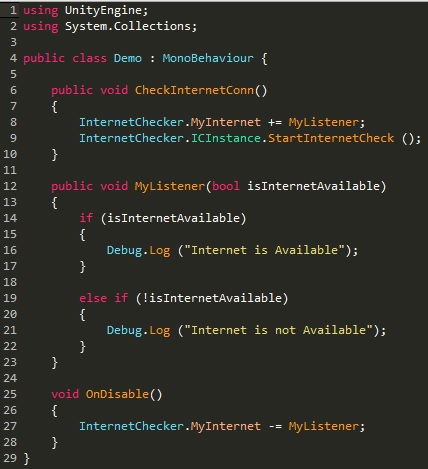 1 using UnityEngine;
2 using System.Collections;
3
4 public class Demo : MonoBehaviour {
5
6     public void CheckInternetConn()
7     {
8         InternetChecker.MyInternet += MyListener;
9         InternetChecker.ICInstance.StartInternetCheck ();
10     }
11
12     public void MyListener(bool isInternetAvailable)
13     {
14         if (isInternetAvailable)
15         {
16             Debug.Log ("Internet is Available");
17         }
18
19         else if (!isInternetAvailable)
20         {
21             Debug.Log ("Internet is not Available");
22         }
23     }
24
25     void OnDisable()
26     {
27         InternetChecker.MyInternet -= MyListener;
28     }
29 }